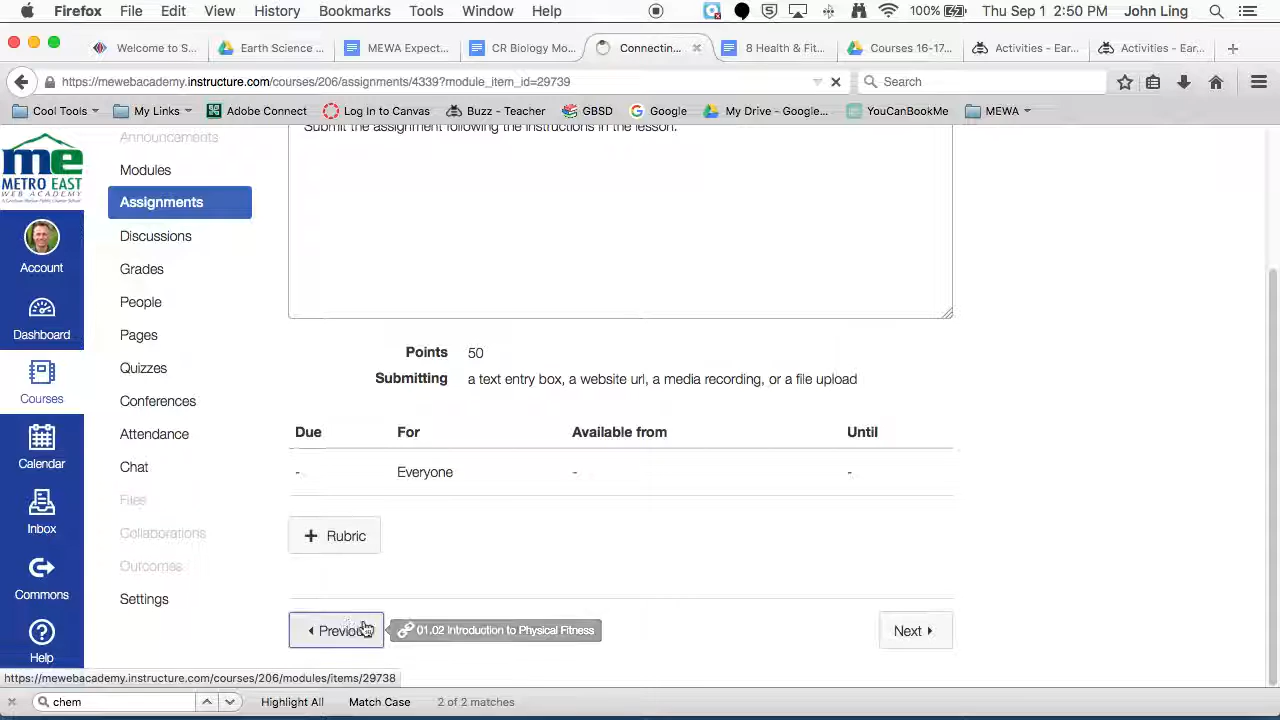 Firefox File Edit View History Bookmarks Tools Window Help 100% Thu Sep 1 2:50 PM John Ling
Welcome to S... Earth Science ... MEWA Expect... CR Biology Mo... Connectin... 8 Health & Fit... Courses 16-17... Activities - Ear... Activities - Ear...
https://mewebacademy.instructure.com/courses/206/assignments/4339?module_item_id=29739 Search
Cool Tools My Links Adobe Connect Log In to Canvas Buzz - Teacher GBSD Google My Drive - Google... YouCanBookMe MEWA
me
METRO EAST
WEB ACADEMY
Account
Dashboard
Courses
Calendar
Inbox
Commons
Help
Announcements
Modules
Assignments
Discussions
Grades
People
Pages
Quizzes
Conferences
Attendance
Chat
Files
Collaborations
Outcomes
Settings
Submit the assignment following the instructions in the lesson.
Points 50
Submitting a text entry box, a website url, a media recording, or a file upload
Due For Available from Until
- Everyone - -
+ Rubric
Previous 01.02 Introduction to Physical Fitness Next
https://mewebacademy.instructure.com/courses/206/modules/items/29738
chem Highlight All Match Case 2 of 2 matches